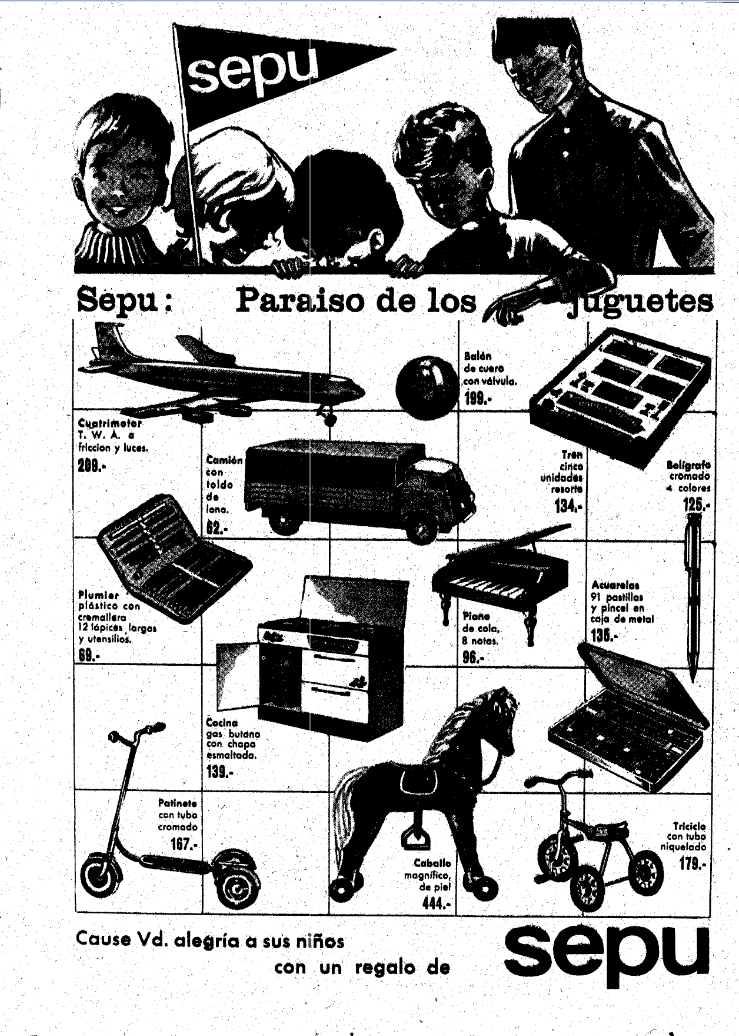 sepu
Sepu: Paraiso de los juguetes
Cuatrimotor
T. W. A. a
friccion y luces.
299.-
Balón
de cuero
con válvula.
199.-
Camión
con
toldo
de
lona.
62.-
Tren
cinco
unidades
resorte
134.-
Bolígrafo
cromado
4 colores
125.-
Plumier
plástico con
cremallera
12 lápices largos
y utensilios.
69.-
Piano
de cola,
8 notas.
96.-
Acuarelas
91 pastillas
y pincel en
caja de metal
135.-
Cocina
gas butano
con chapa
esmaltada.
139.-
Patinete
con tubo
cromado
167.-
Caballo
magnífico,
de piel
444.-
Triciclo
con tubo
niquelado
179.-
Cause Vd. alegría a sus niños
con un regalo de
sepu